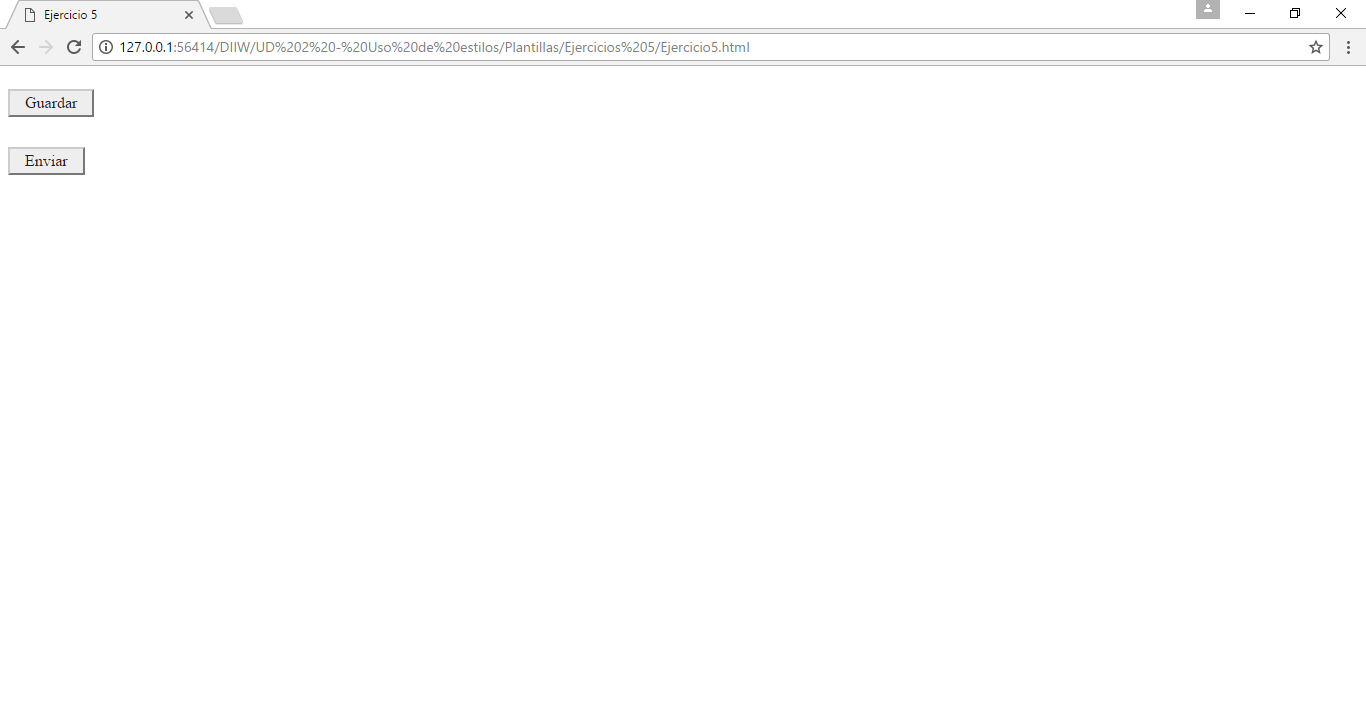 Ejercicio 5
127.0.0.1:56414/DIIW/UD%202%20-%20Uso%20de%20estilos/Plantillas/Ejercicios%205/Ejercicio5.html
Guardar
Enviar